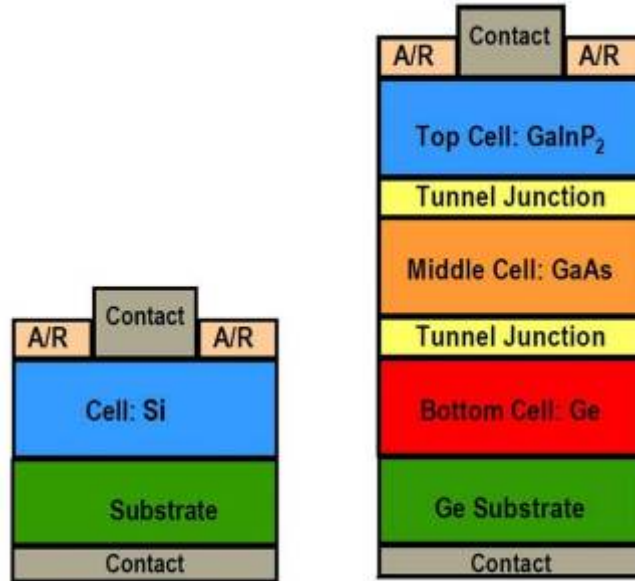 Contact
A/R A/R
Cell: Si
Substrate
Contact
Contact
A/R A/R
Top Cell: GaInP₂
Tunnel Junction
Middle Cell: GaAs
Tunnel Junction
Bottom Cell: Ge
Ge Substrate
Contact